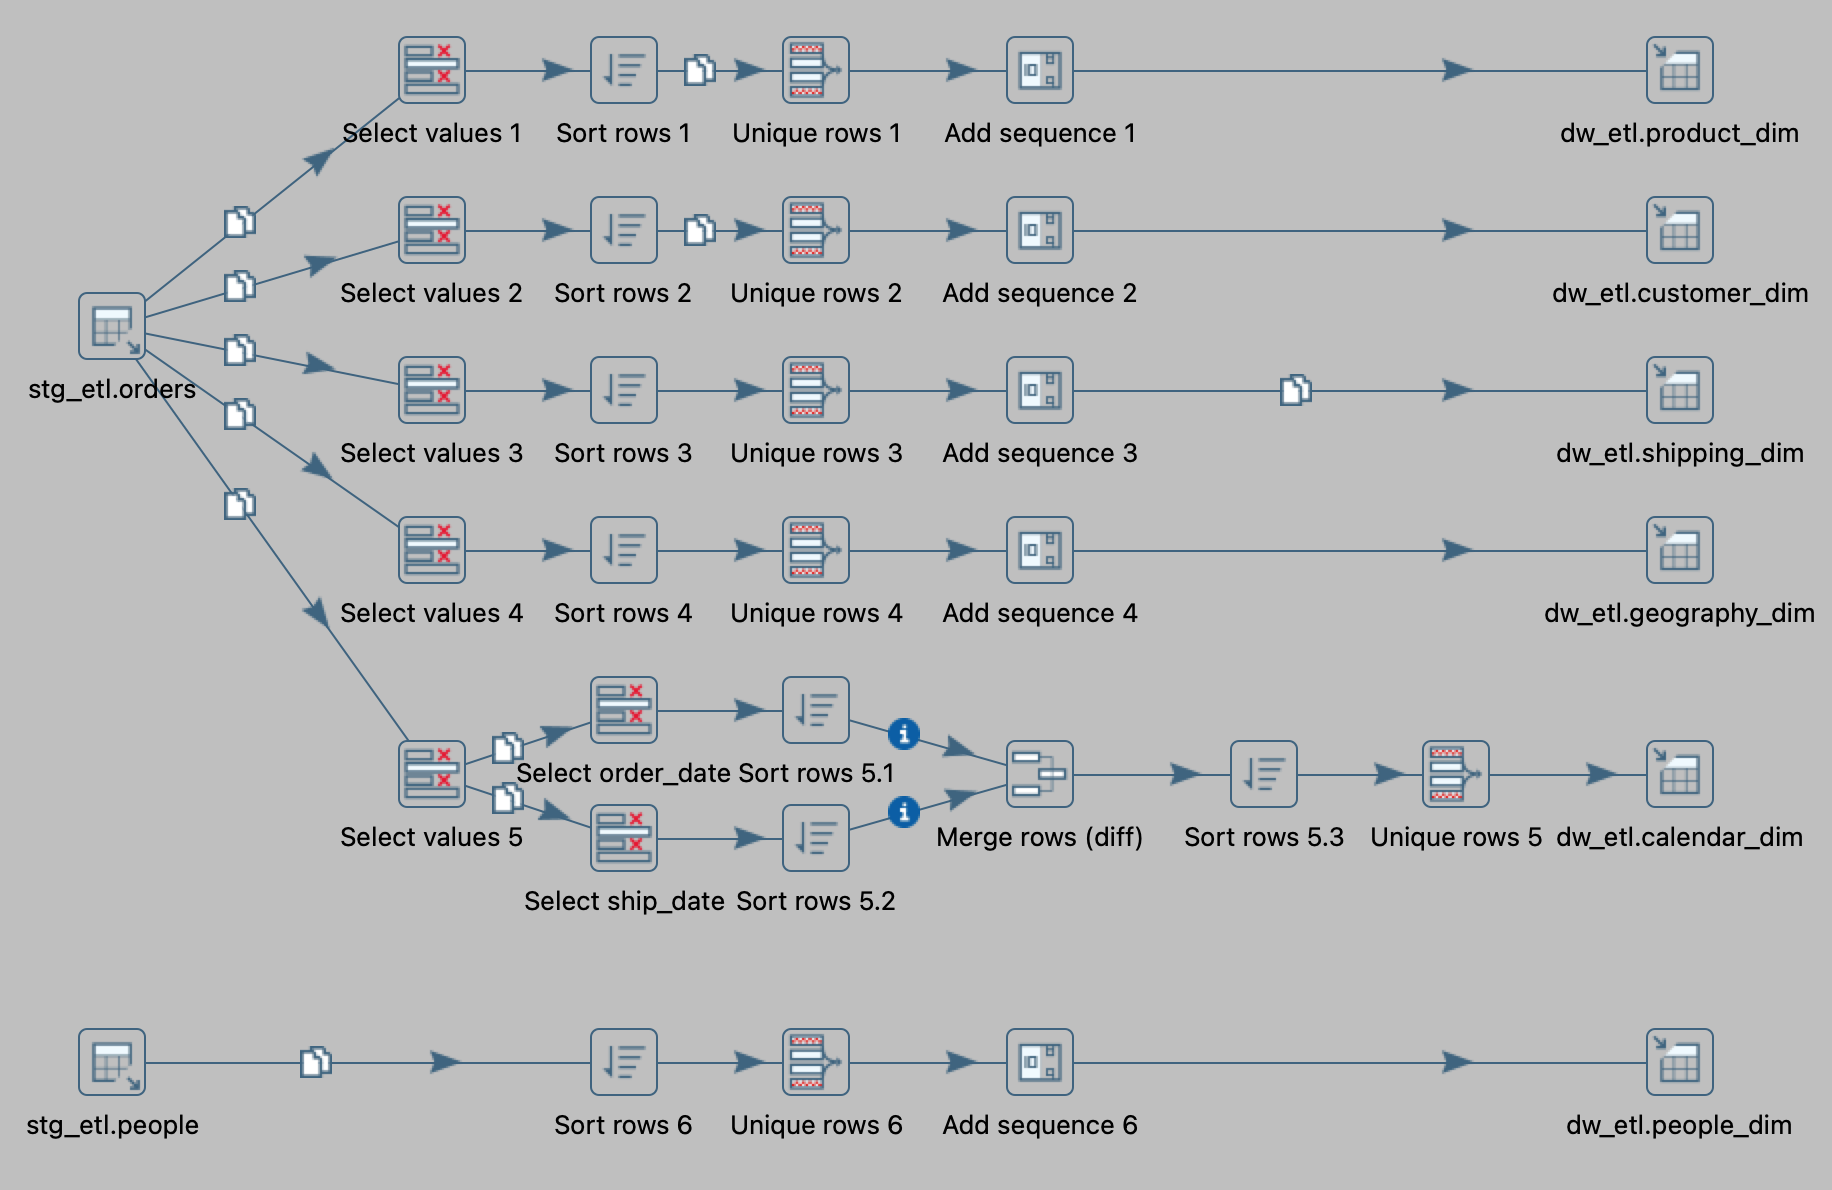 Select values 1
Sort rows 1
Unique rows 1
Add sequence 1
dw_etl.product_dim
Select values 2
Sort rows 2
Unique rows 2
Add sequence 2
dw_etl.customer_dim
stg_etl.orders
Select values 3
Sort rows 3
Unique rows 3
Add sequence 3
dw_etl.shipping_dim
Select values 4
Sort rows 4
Unique rows 4
Add sequence 4
dw_etl.geography_dim
Select order_date
Sort rows 5.1
Select values 5
Merge rows (diff)
Sort rows 5.3
Unique rows 5
dw_etl.calendar_dim
Select ship_date
Sort rows 5.2
stg_etl.people
Sort rows 6
Unique rows 6
Add sequence 6
dw_etl.people_dim